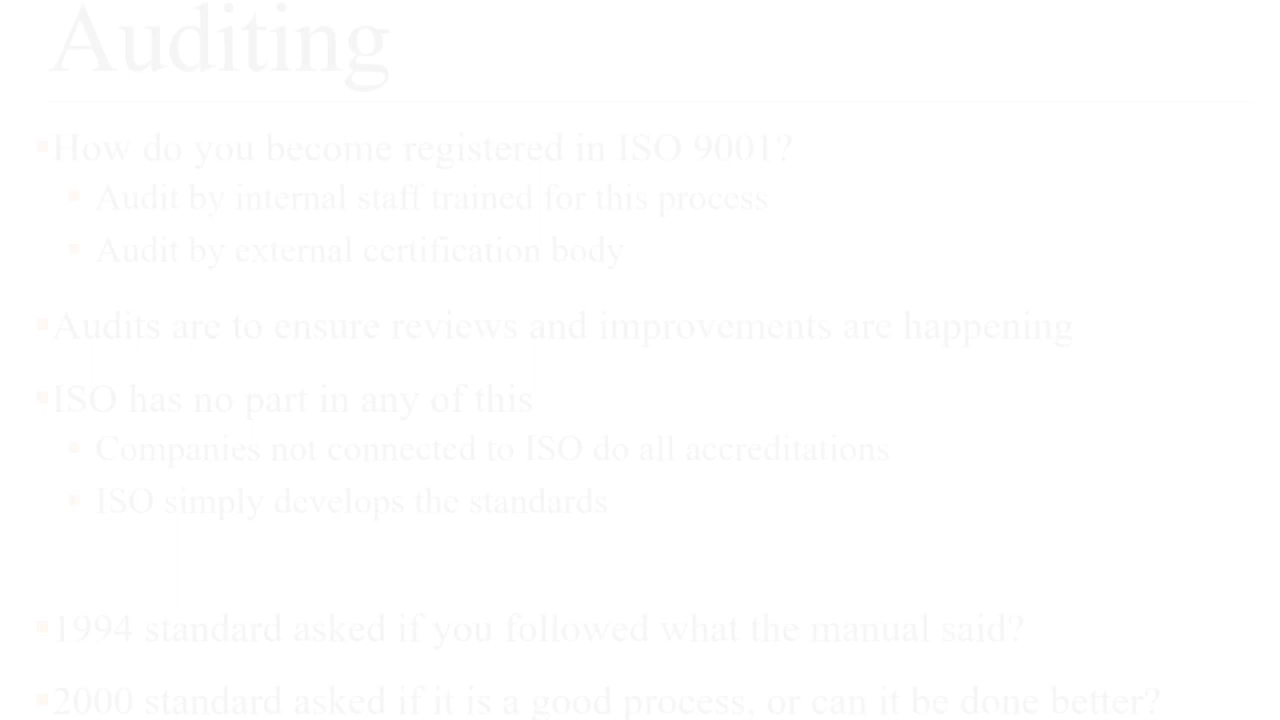 Auditing
How do you become registered in ISO 9001?
Audit by internal staff trained for this process
Audit by external certification body
Audits are to ensure reviews and improvements are happening
ISO has no part in any of this
Companies not connected to ISO do all accreditations
ISO simply develops the standards
1994 standard asked if you followed what the manual said?
2000 standard asked if it is a good process, or can it be done better?